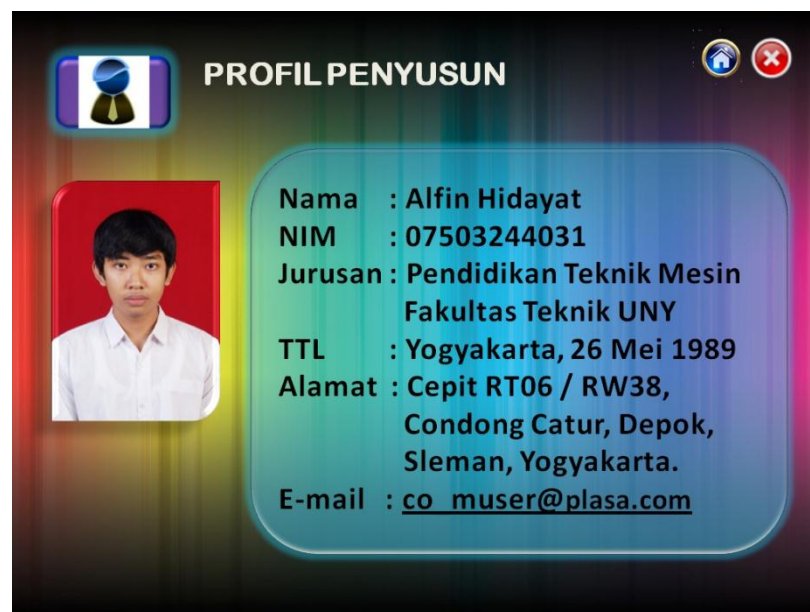 PROFIL PENYUSUN
Nama : Alfin Hidayat
NIM : 07503244031
Jurusan : Pendidikan Teknik Mesin
Fakultas Teknik UNY
TTL : Yogyakarta, 26 Mei 1989
Alamat : Cepit RT06 / RW38,
Condong Catur, Depok,
Sleman, Yogyakarta.
E-mail : co_muser@plasa.com